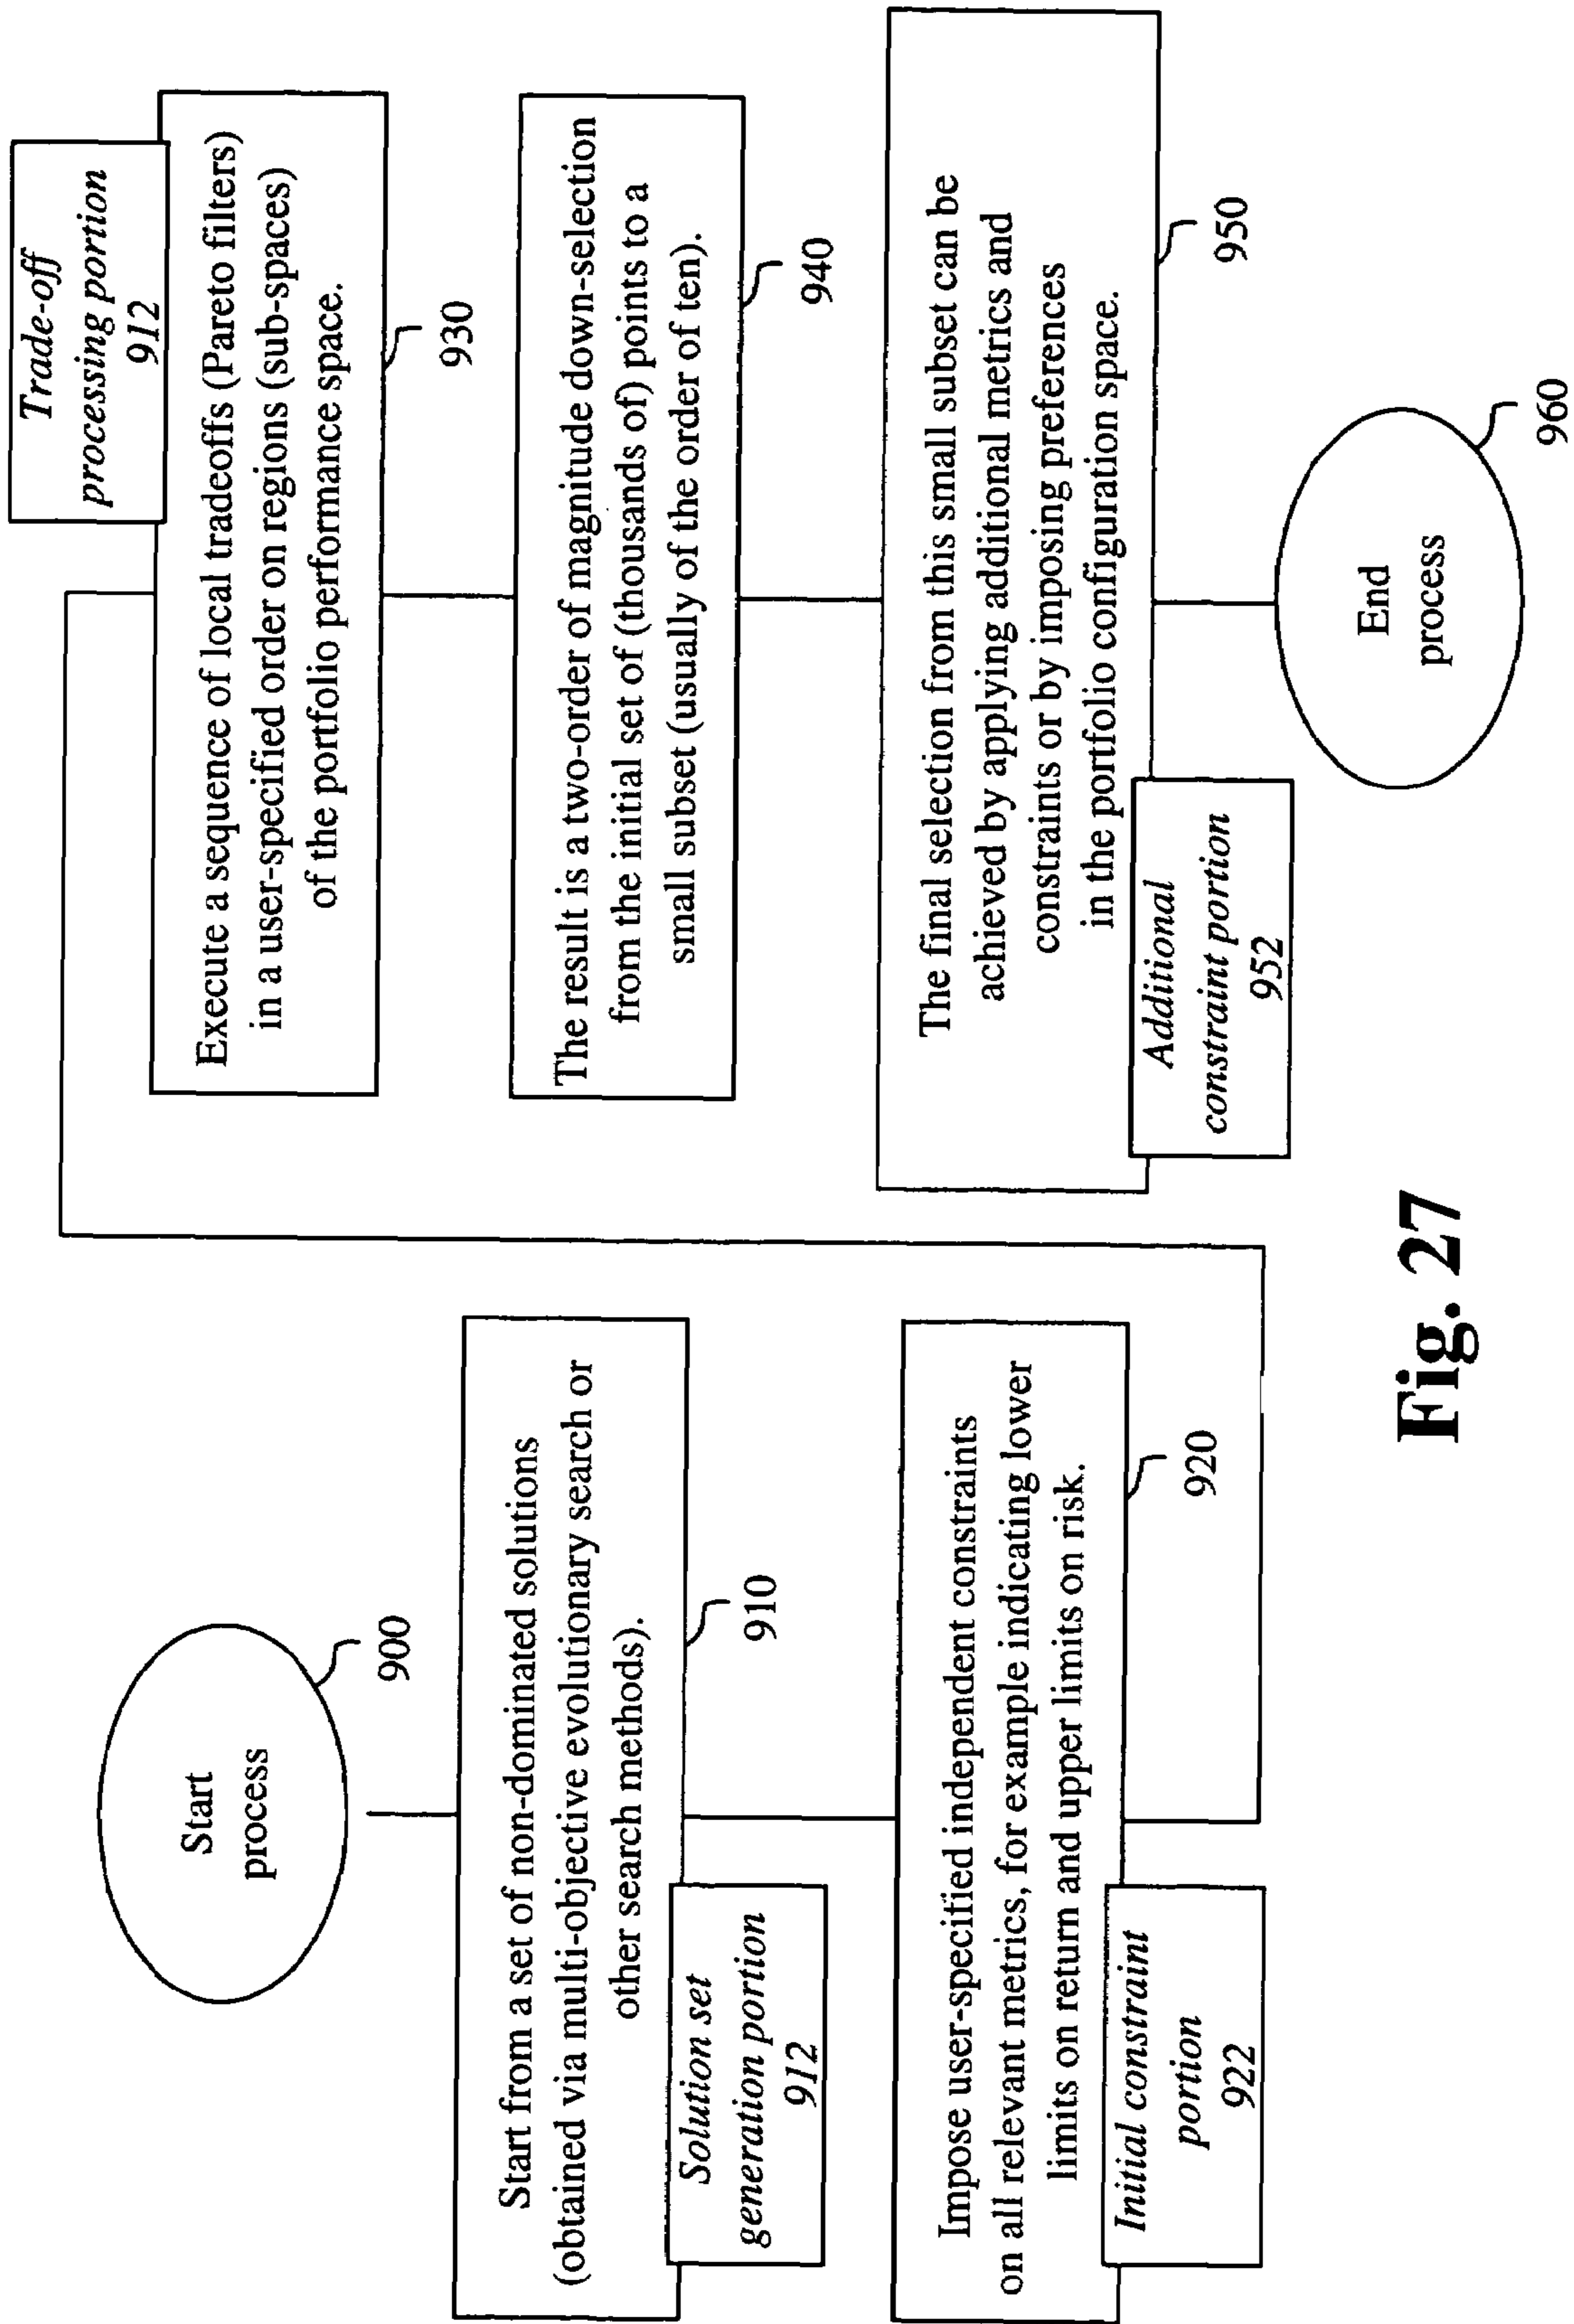 Start
process
900
Start from a set of non-dominated solutions
(obtained via multi-objective evolutionary search or
other search methods).
910
Solution set
generation portion
912
Impose user-specified independent constraints
on all relevant metrics, for example indicating lower
limits on return and upper limits on risk.
920
Initial constraint
portion
922
Trade-off
processing portion
912
Execute a sequence of local tradeoffs (Pareto filters)
in a user-specified order on regions (sub-spaces)
of the portfolio performance space.
930
The result is a two-order of magnitude down-selection
from the initial set of (thousands of) points to a
small subset (usually of the order of ten).
940
The final selection from this small subset can be
achieved by applying additional metrics and
constraints or by imposing preferences
in the portfolio configuration space.
950
Additional
constraint portion
952
End
process
960
Fig. 27